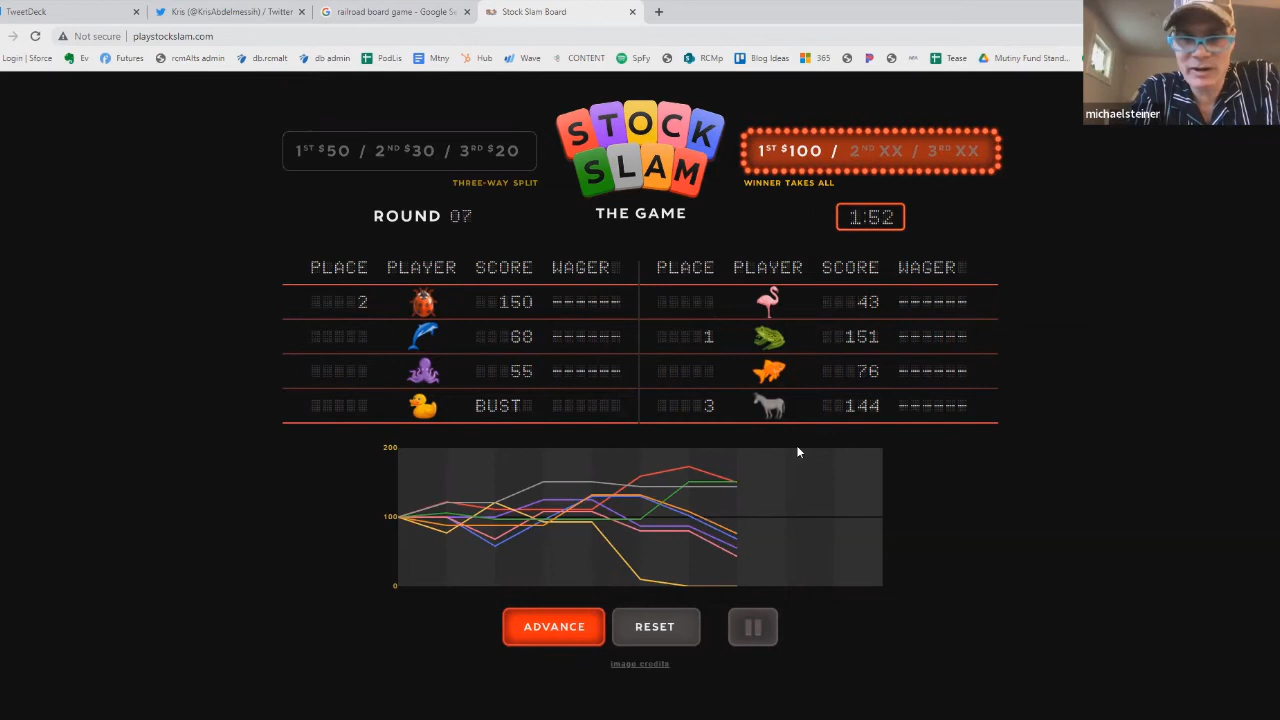 TweetDeck
Kris (@KrisAbdelmessih) / Twitter
railroad board game - Google Se
Stock Slam Board
Not secure | playstockslam.com
Login | Sforce Ev Futures rcmAlts admin db.rcmalt db admin PodLis Mtny Hub Wave CONTENT SpFy RCMp Blog Ideas 365 Tease Mutiny Fund Stand...
michaelsteiner
STOCK
SLAM
THE GAME
1ST $50 / 2ND $30 / 3RD $20
THREE-WAY SPLIT
1ST $100 / 2ND XX / 3RD XX
WINNER TAKES ALL
ROUND 07
1:52
PLACE PLAYER SCORE WAGER PLACE PLAYER SCORE WAGER
2 150 ------ 43 ------
68 ------ 1 151 ------
55 ------ 76 ------
BUST 3 144 ------
200
100
0
ADVANCE RESET
image credits